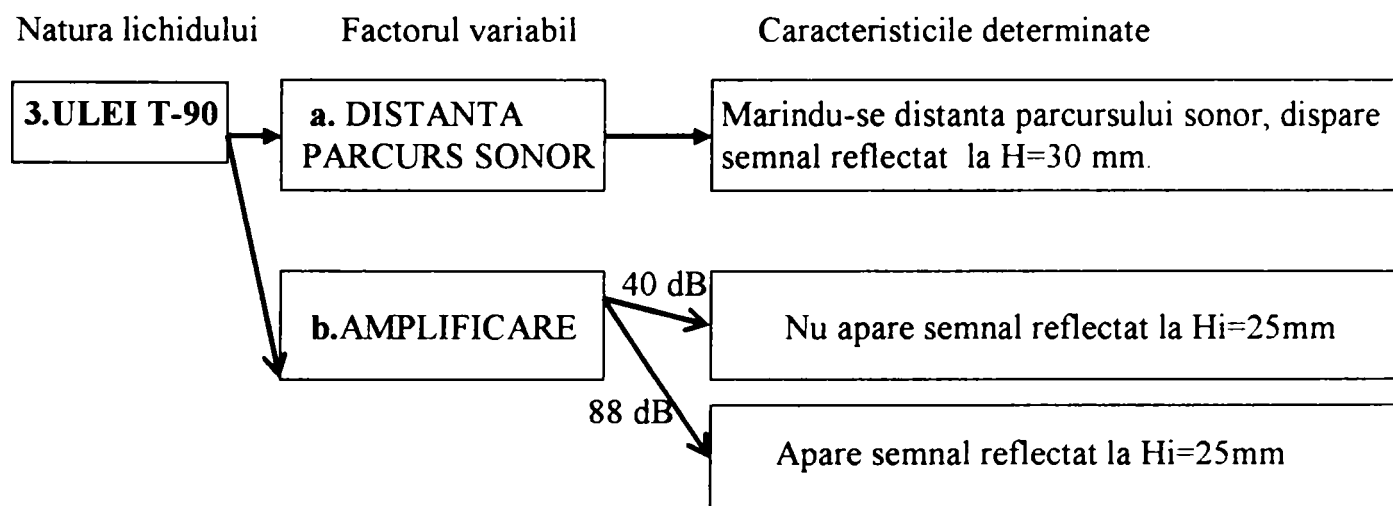 Natura lichidului Factorul variabil Caracteristicile determinate
3.ULEI T-90
a. DISTANTA
PARCURS SONOR
Marindu-se distanta parcursului sonor, dispare
semnal reflectat la H=30 mm.
b.AMPLIFICARE
40 dB
Nu apare semnal reflectat la Hi=25mm
88 dB
Apare semnal reflectat la Hi=25mm